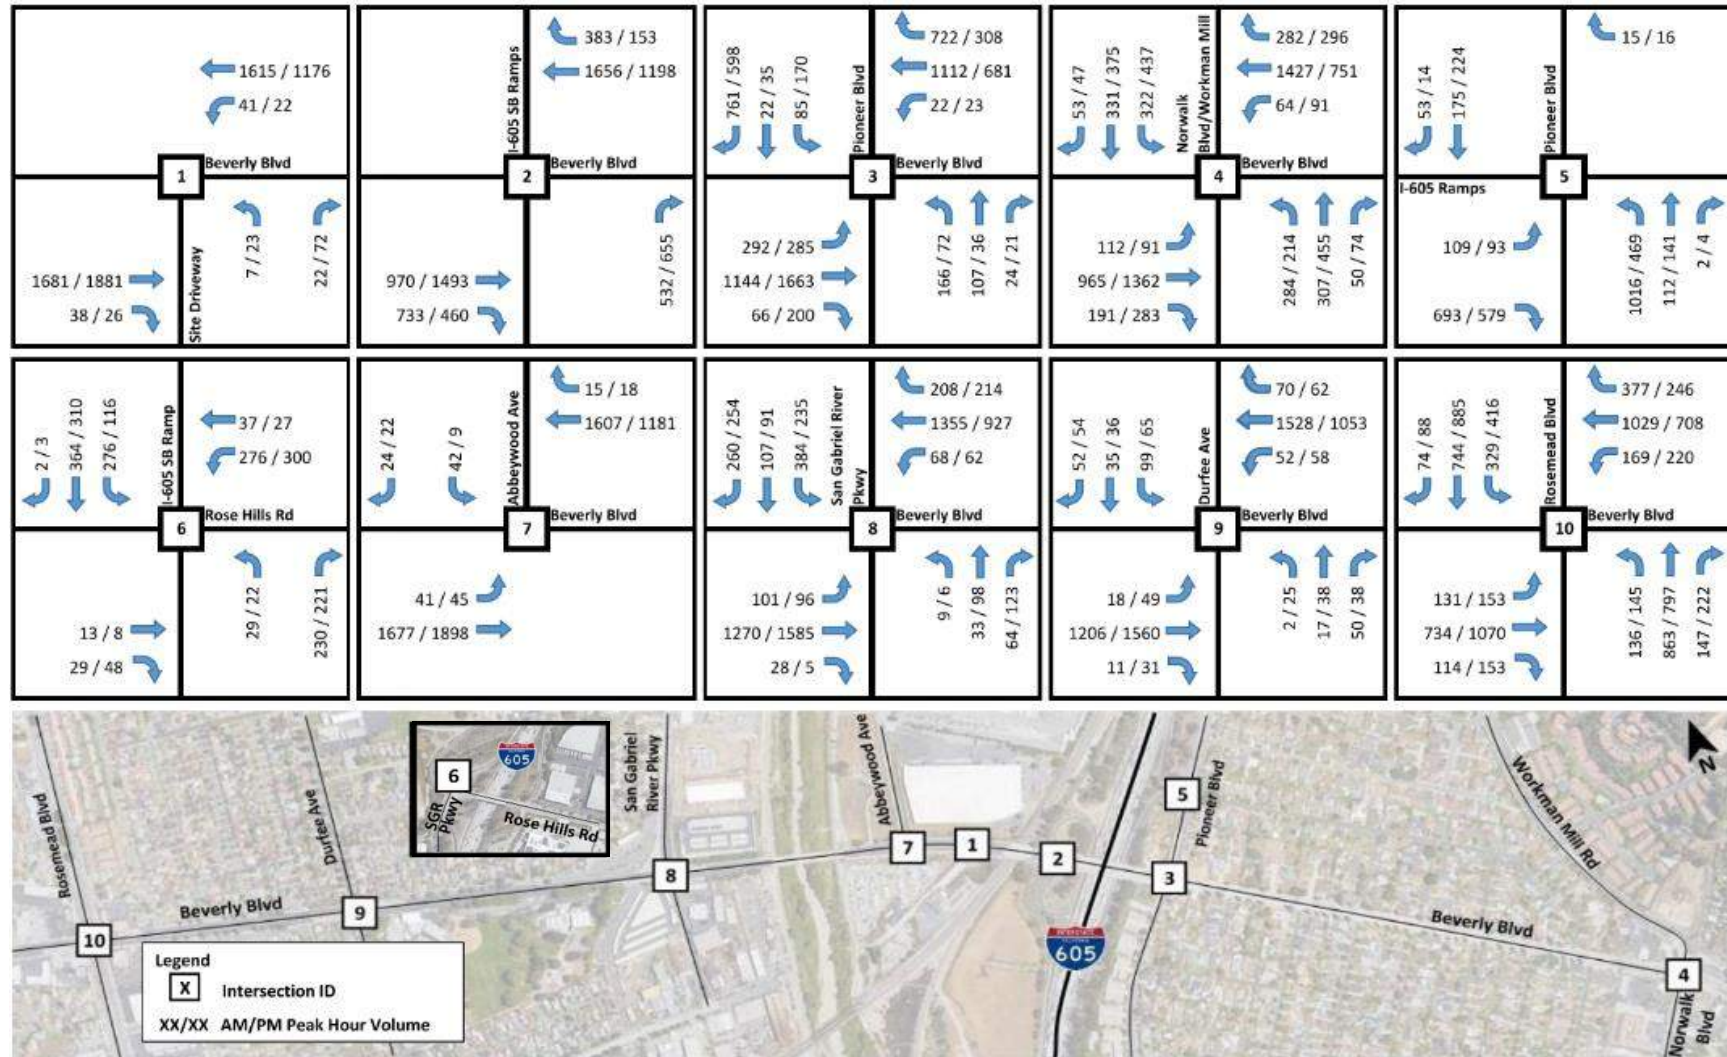 1615 / 1176
41 / 22
Beverly Blvd
1
1681 / 1881
38 / 26
Site Driveway
7 / 23
22 / 72
I-605 SB Ramps
383 / 153
1656 / 1198
Beverly Blvd
2
970 / 1493
733 / 460
532 / 655
761 / 598
22 / 35
85 / 170
Pioneer Blvd
722 / 308
1112 / 681
22 / 23
Beverly Blvd
3
292 / 285
1144 / 1663
66 / 200
166 / 72
107 / 36
24 / 21
53 / 47
331 / 375
322 / 437
Norwalk
Blvd/Workman Mill
282 / 296
1427 / 751
64 / 91
Beverly Blvd
4
112 / 91
965 / 1362
191 / 283
284 / 214
307 / 455
50 / 74
53 / 14
175 / 224
Pioneer Blvd
15 / 16
5
I-605 Ramps
109 / 93
693 / 579
1016 / 469
112 / 141
2 / 4
2 / 3
364 / 310
276 / 116
I-605 SB Ramp
37 / 27
276 / 300
Rose Hills Rd
6
13 / 8
29 / 48
29 / 22
230 / 221
24 / 22
42 / 9
Abbeywood Ave
15 / 18
1607 / 1181
Beverly Blvd
7
41 / 45
1677 / 1898
260 / 254
107 / 91
384 / 235
San Gabriel River
Pkwy
208 / 214
1355 / 927
68 / 62
Beverly Blvd
8
101 / 96
1270 / 1585
28 / 5
9 / 6
33 / 98
64 / 123
52 / 54
35 / 36
99 / 65
Durfee Ave
70 / 62
1528 / 1053
52 / 58
Beverly Blvd
9
18 / 49
1206 / 1560
11 / 31
2 / 25
17 / 38
50 / 38
74 / 88
744 / 885
329 / 416
Rosemead Blvd
377 / 246
1029 / 708
169 / 220
Beverly Blvd
10
131 / 153
734 / 1070
114 / 153
136 / 145
863 / 797
147 / 222
Rosemead Blvd
Durfee Ave
6
605
SGR
Pkwy
Rose Hills Rd
San Gabriel
River Pkwy
Abbeywood Ave
5
Pioneer Blvd
Workman Mill Rd
N
7
1
2
3
8
9
10
Beverly Blvd
Beverly Blvd
INTERSTATE
CALIFORNIA
605
4
Norwalk
Blvd
Legend
X Intersection ID
XX/XX AM/PM Peak Hour Volume